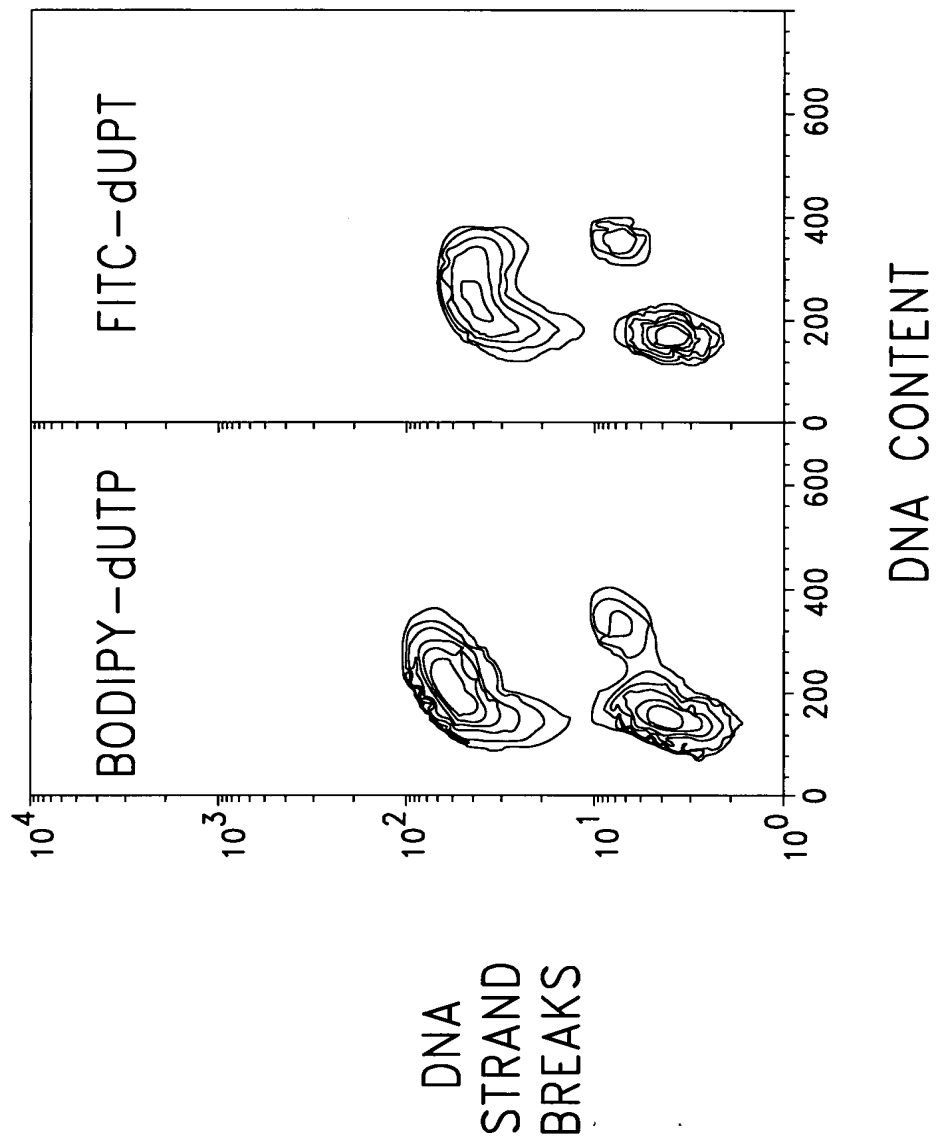 BODIPY-dUTP
FITC-dUPT
10^4
10^3
10^2
10^1
10^0
DNA
STRAND
BREAKS
0 200 400 600
0 200 400 600
DNA CONTENT